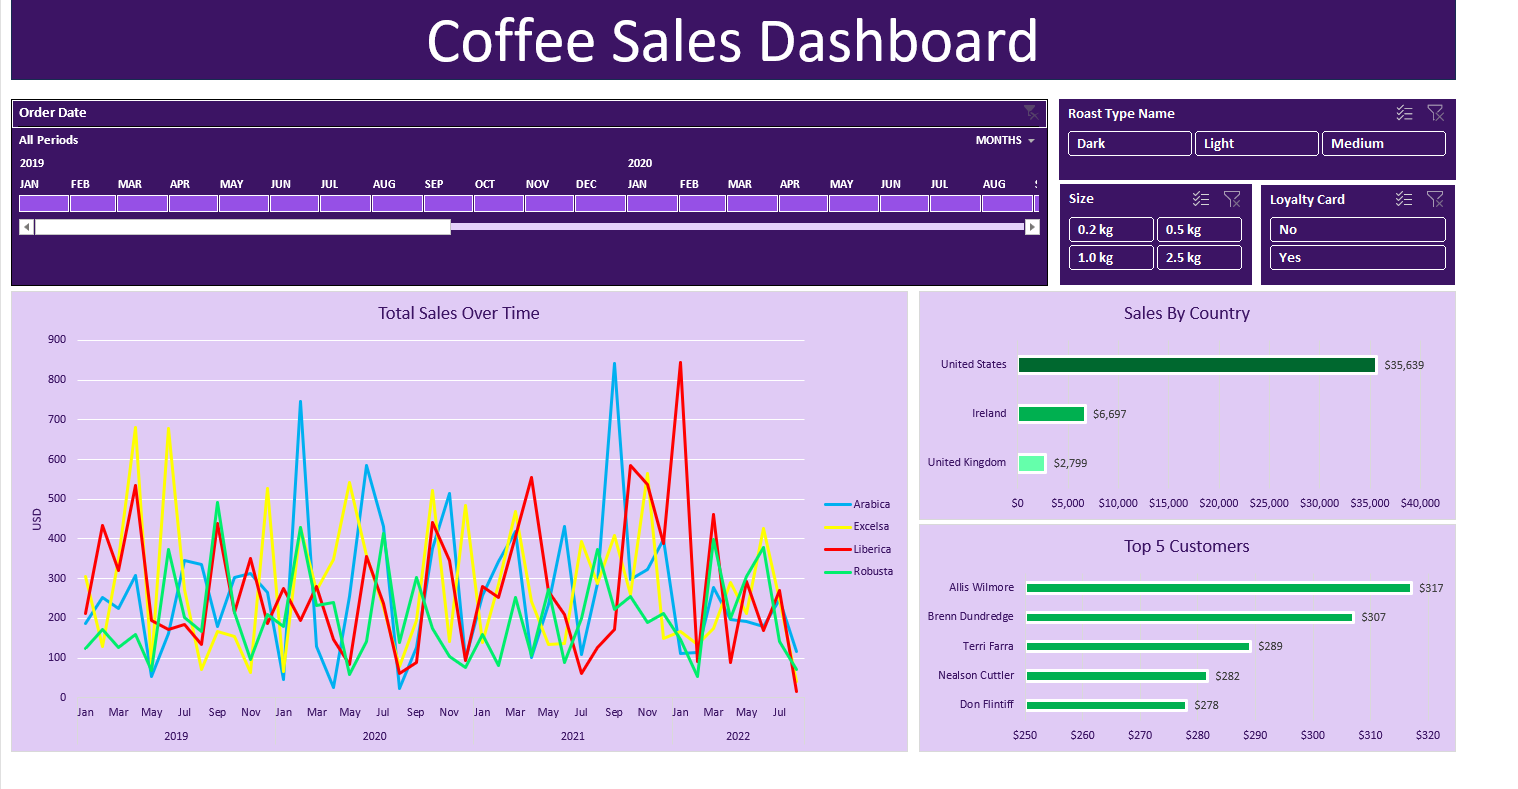 Coffee Sales Dashboard
Order Date
All Periods MONTHS
2019 2020
JAN FEB MAR APR MAY JUN JUL AUG SEP OCT NOV DEC JAN FEB MAR APR MAY JUN JUL AUG
Roast Type Name
Dark Light Medium
Size
0.2 kg 0.5 kg
1.0 kg 2.5 kg
Loyalty Card
No
Yes
Total Sales Over Time
900
800
700
600
500
400
300
200
100
0
USD
Jan Mar May Jul Sep Nov Jan Mar May Jul Sep Nov Jan Mar May Jul Sep Nov Jan Mar May Jul
2019 2020 2021 2022
Arabica
Excelsa
Liberica
Robusta
Sales By Country
United States $35,639
Ireland $6,697
United Kingdom $2,799
$0 $5,000 $10,000 $15,000 $20,000 $25,000 $30,000 $35,000 $40,000
Top 5 Customers
Allis Wilmore $317
Brenn Dundredge $307
Terri Farra $289
Nealson Cuttler $282
Don Flintiff $278
$250 $260 $270 $280 $290 $300 $310 $320